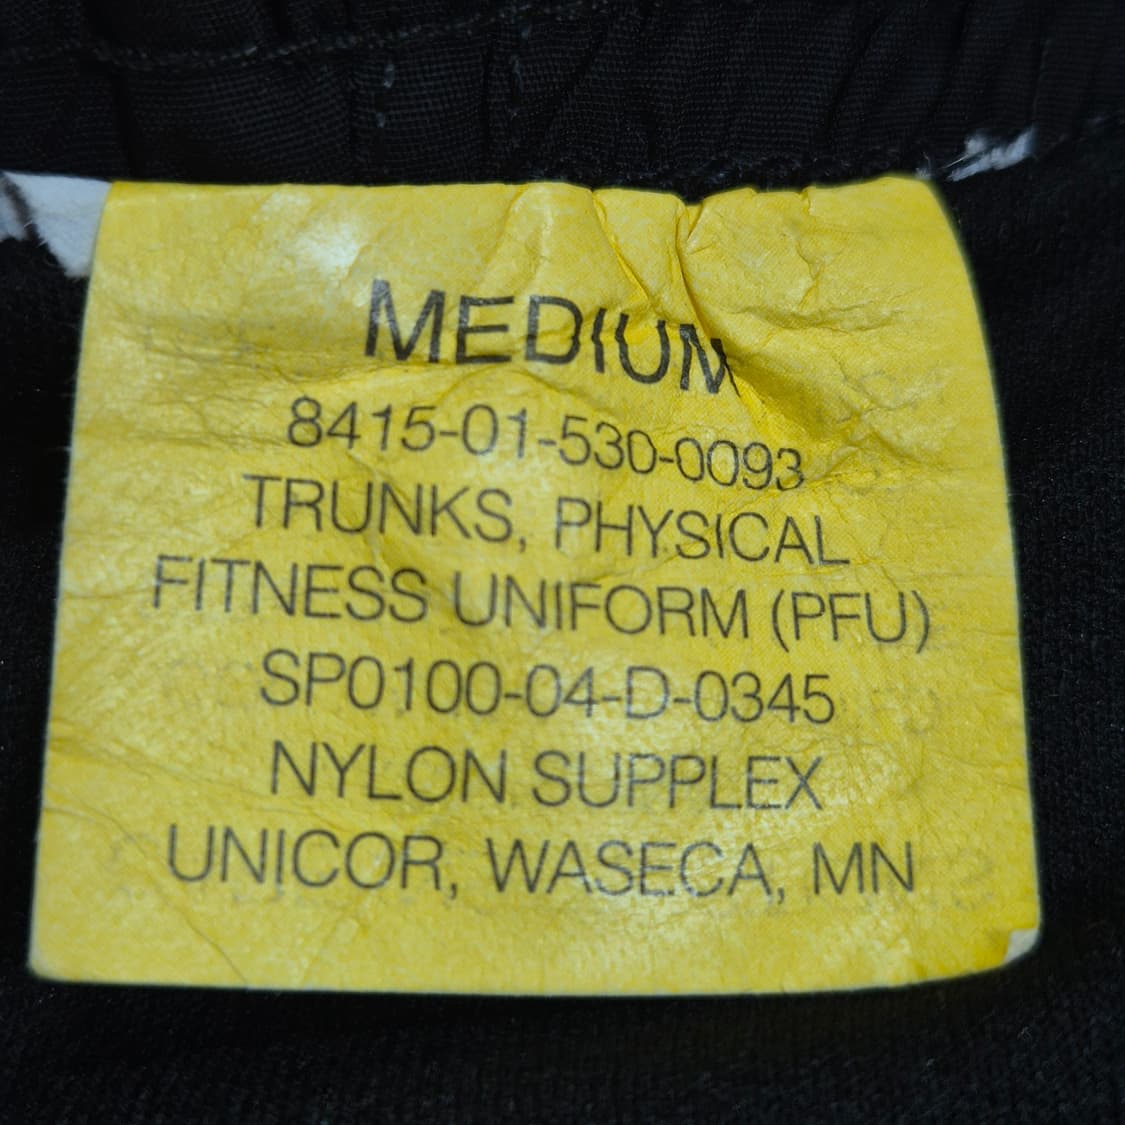 MEDIUM
8415-01-530-0093
TRUNKS, PHYSICAL
FITNESS UNIFORM (PFU)
SP0100-04-D-0345
NYLON SUPPLEX
UNICOR, WASECA, MN